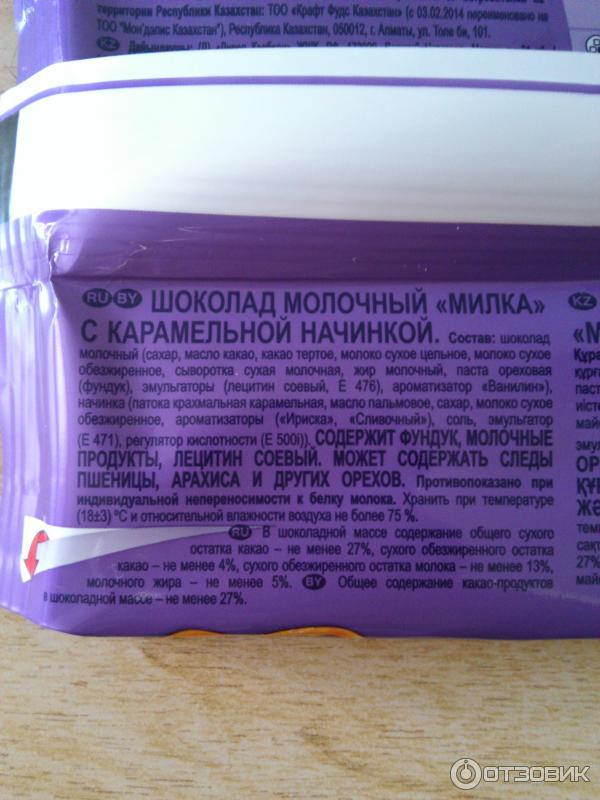 территории Республики Казахстан: ТОО «Крафт Фудс Казахстан» (с 03.02.2014 переименовано на
ТОО "Мон'дэлис Казахстан"), Республика Казахстан, 050012, г. Алматы, ул. Толе би, 101.
KZ
RU BY ШОКОЛАД МОЛОЧНЫЙ «МИЛКА»
С КАРАМЕЛЬНОЙ НАЧИНКОЙ. Состав: шоколад
молочный (сахар, масло какао, какао тертое, молоко сухое цельное, молоко сухое
обезжиренное, сыворотка сухая молочная, жир молочный, паста ореховая
(фундук), эмульгаторы (лецитин соевый, Е 476), ароматизатор «Ванилин»),
начинка (патока крахмальная карамельная, масло пальмовое, сахар, молоко сухое
обезжиренное, ароматизаторы («Ириска», «Сливочный»), соль, эмульгатор
(Е 471), регулятор кислотности (Е 500i)). СОДЕРЖИТ ФУНДУК, МОЛОЧНЫЕ
ПРОДУКТЫ, ЛЕЦИТИН СОЕВЫЙ. МОЖЕТ СОДЕРЖАТЬ СЛЕДЫ
ПШЕНИЦЫ, АРАХИСА И ДРУГИХ ОРЕХОВ. Противопоказано при
индивидуальной непереносимости к белку молока. Хранить при температуре
(18±3) ºС и относительной влажности воздуха не более 75 %.
RU В шоколадной массе содержание общего сухого
остатка какао – не менее 27%, сухого обезжиренного остатка
какао – не менее 4%, сухого обезжиренного остатка молока – не менее 13%,
молочного жира – не менее 5%. BY Общее содержание какао-продуктов
в шоколадной массе – не менее 27%.
KZ
ОТЗОВИК